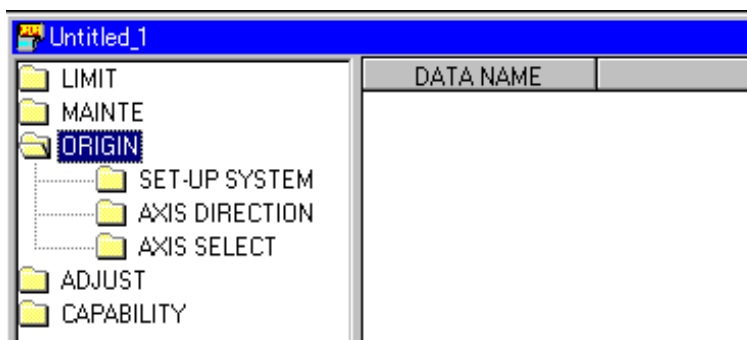 Untitled_1
LIMIT
MAINTE
ORIGIN
SET-UP SYSTEM
AXIS DIRECTION
AXIS SELECT
ADJUST
CAPABILITY
DATA NAME